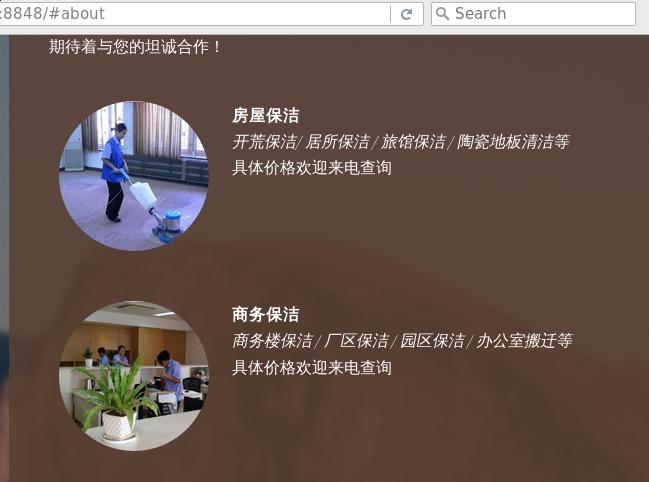 :8848/#about
Search
期待着与您的坦诚合作！
房屋保洁
开荒保洁/ 居所保洁 / 旅馆保洁 / 陶瓷地板清洁等
具体价格欢迎来电查询
商务保洁
商务楼保洁 / 厂区保洁 / 园区保洁 / 办公室搬迁等
具体价格欢迎来电查询